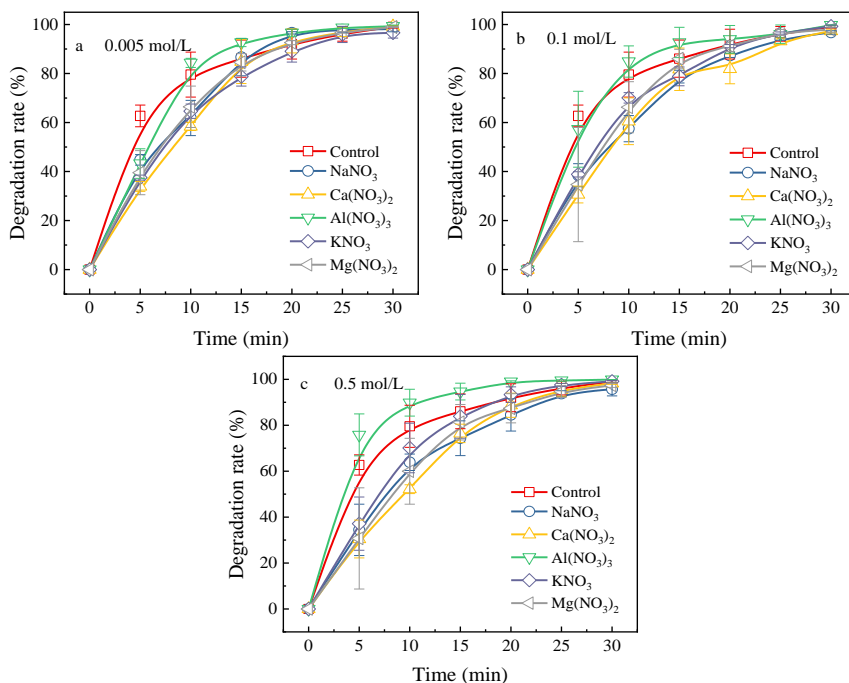 a 0.005 mol/L
Degradation rate (%)
100
80
60
40
20
0
Control
NaNO₃
Ca(NO₃)₂
Al(NO₃)₃
KNO₃
Mg(NO₃)₂
0 5 10 15 20 25 30
Time (min)
b 0.1 mol/L
Degradation rate (%)
100
80
60
40
20
0
Control
NaNO₃
Ca(NO₃)₂
Al(NO₃)₃
KNO₃
Mg(NO₃)₂
0 5 10 15 20 25 30
Time (min)
c 0.5 mol/L
Degradation rate (%)
100
80
60
40
20
0
Control
NaNO₃
Ca(NO₃)₂
Al(NO₃)₃
KNO₃
Mg(NO₃)₂
0 5 10 15 20 25 30
Time (min)